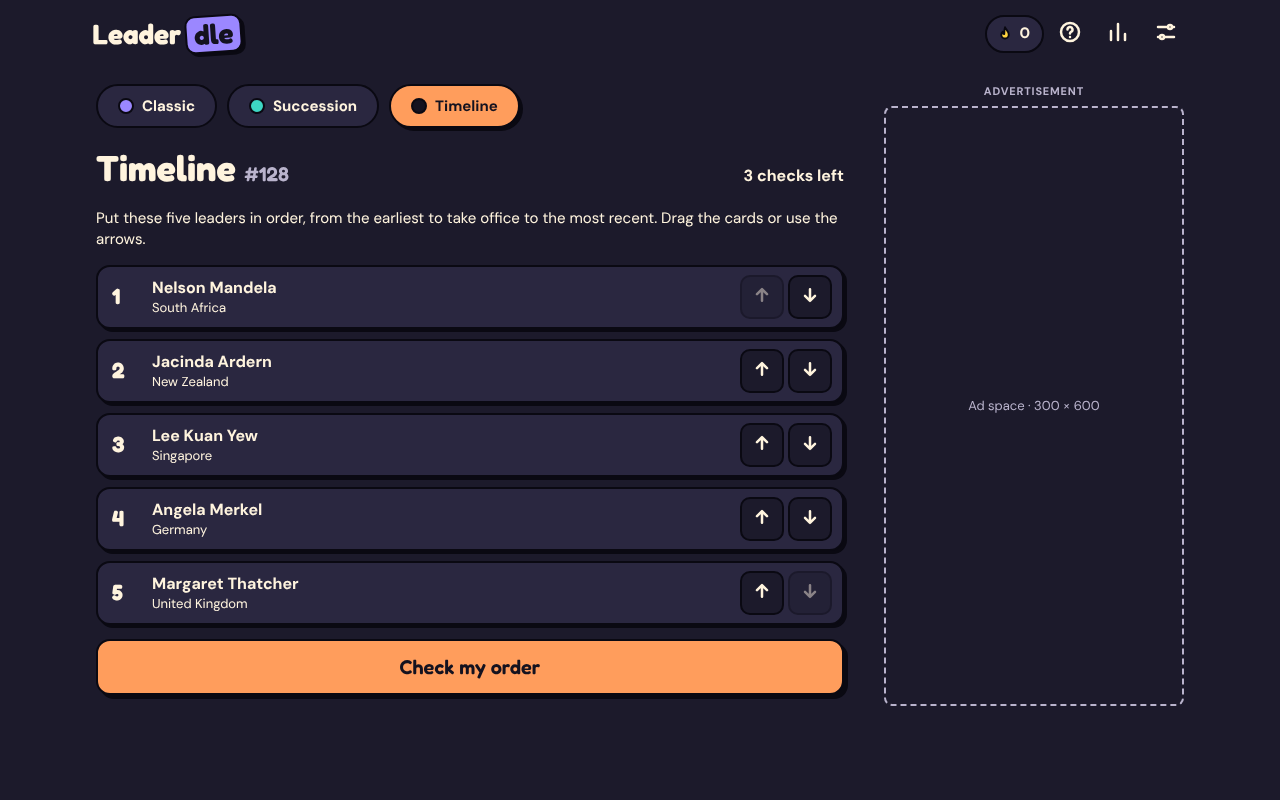 Leader dle
0
Classic
Succession
Timeline
ADVERTISEMENT
Timeline #128
3 checks left
Put these five leaders in order, from the earliest to take office to the most recent. Drag the cards or use the
arrows.
1
Nelson Mandela
South Africa
2
Jacinda Ardern
New Zealand
3
Lee Kuan Yew
Singapore
4
Angela Merkel
Germany
5
Margaret Thatcher
United Kingdom
Check my order
Ad space · 300 × 600